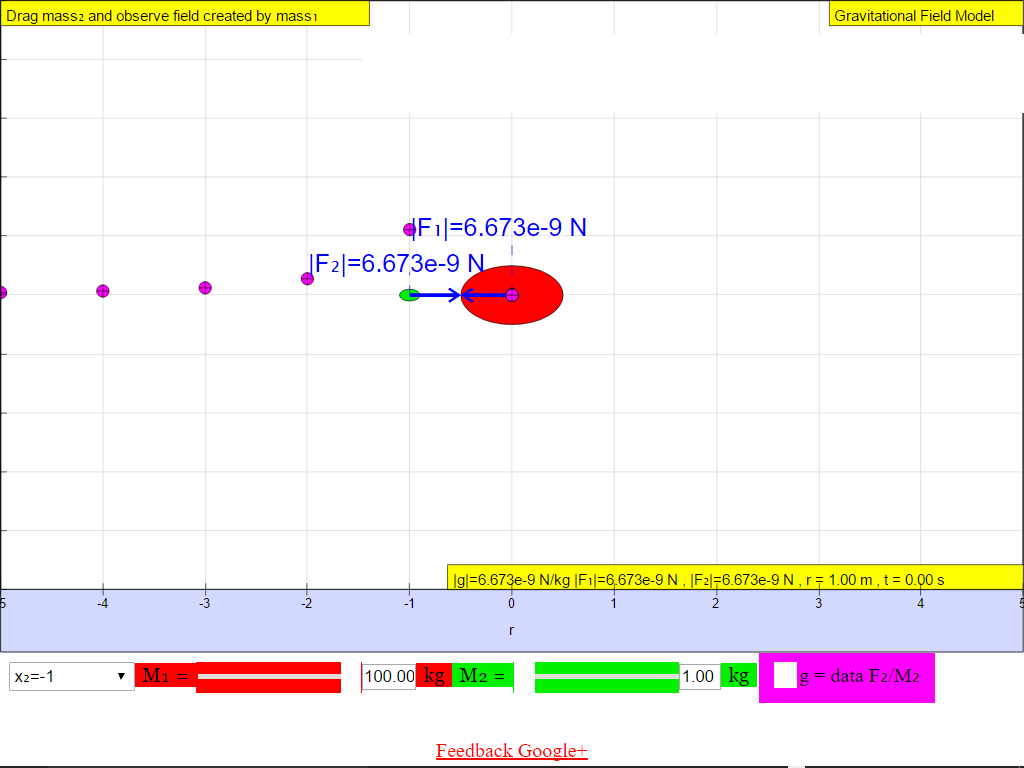 Drag mass₂ and observe field created by mass₁
Gravitational Field Model
|F₁|=6.673e-9 N
|F₂|=6.673e-9 N
|g|=6.673e-9 N/kg |F₁|=6.673e-9 N , |F₂|=6.673e-9 N , r = 1.00 m , t = 0.00 s
5 -4 -3 -2 -1 0 1 2 3 4 5
r
x₂=-1 M₁ = 100.00 kg M₂ = 1.00 kg g = data F₂/M₂
Feedback Google+